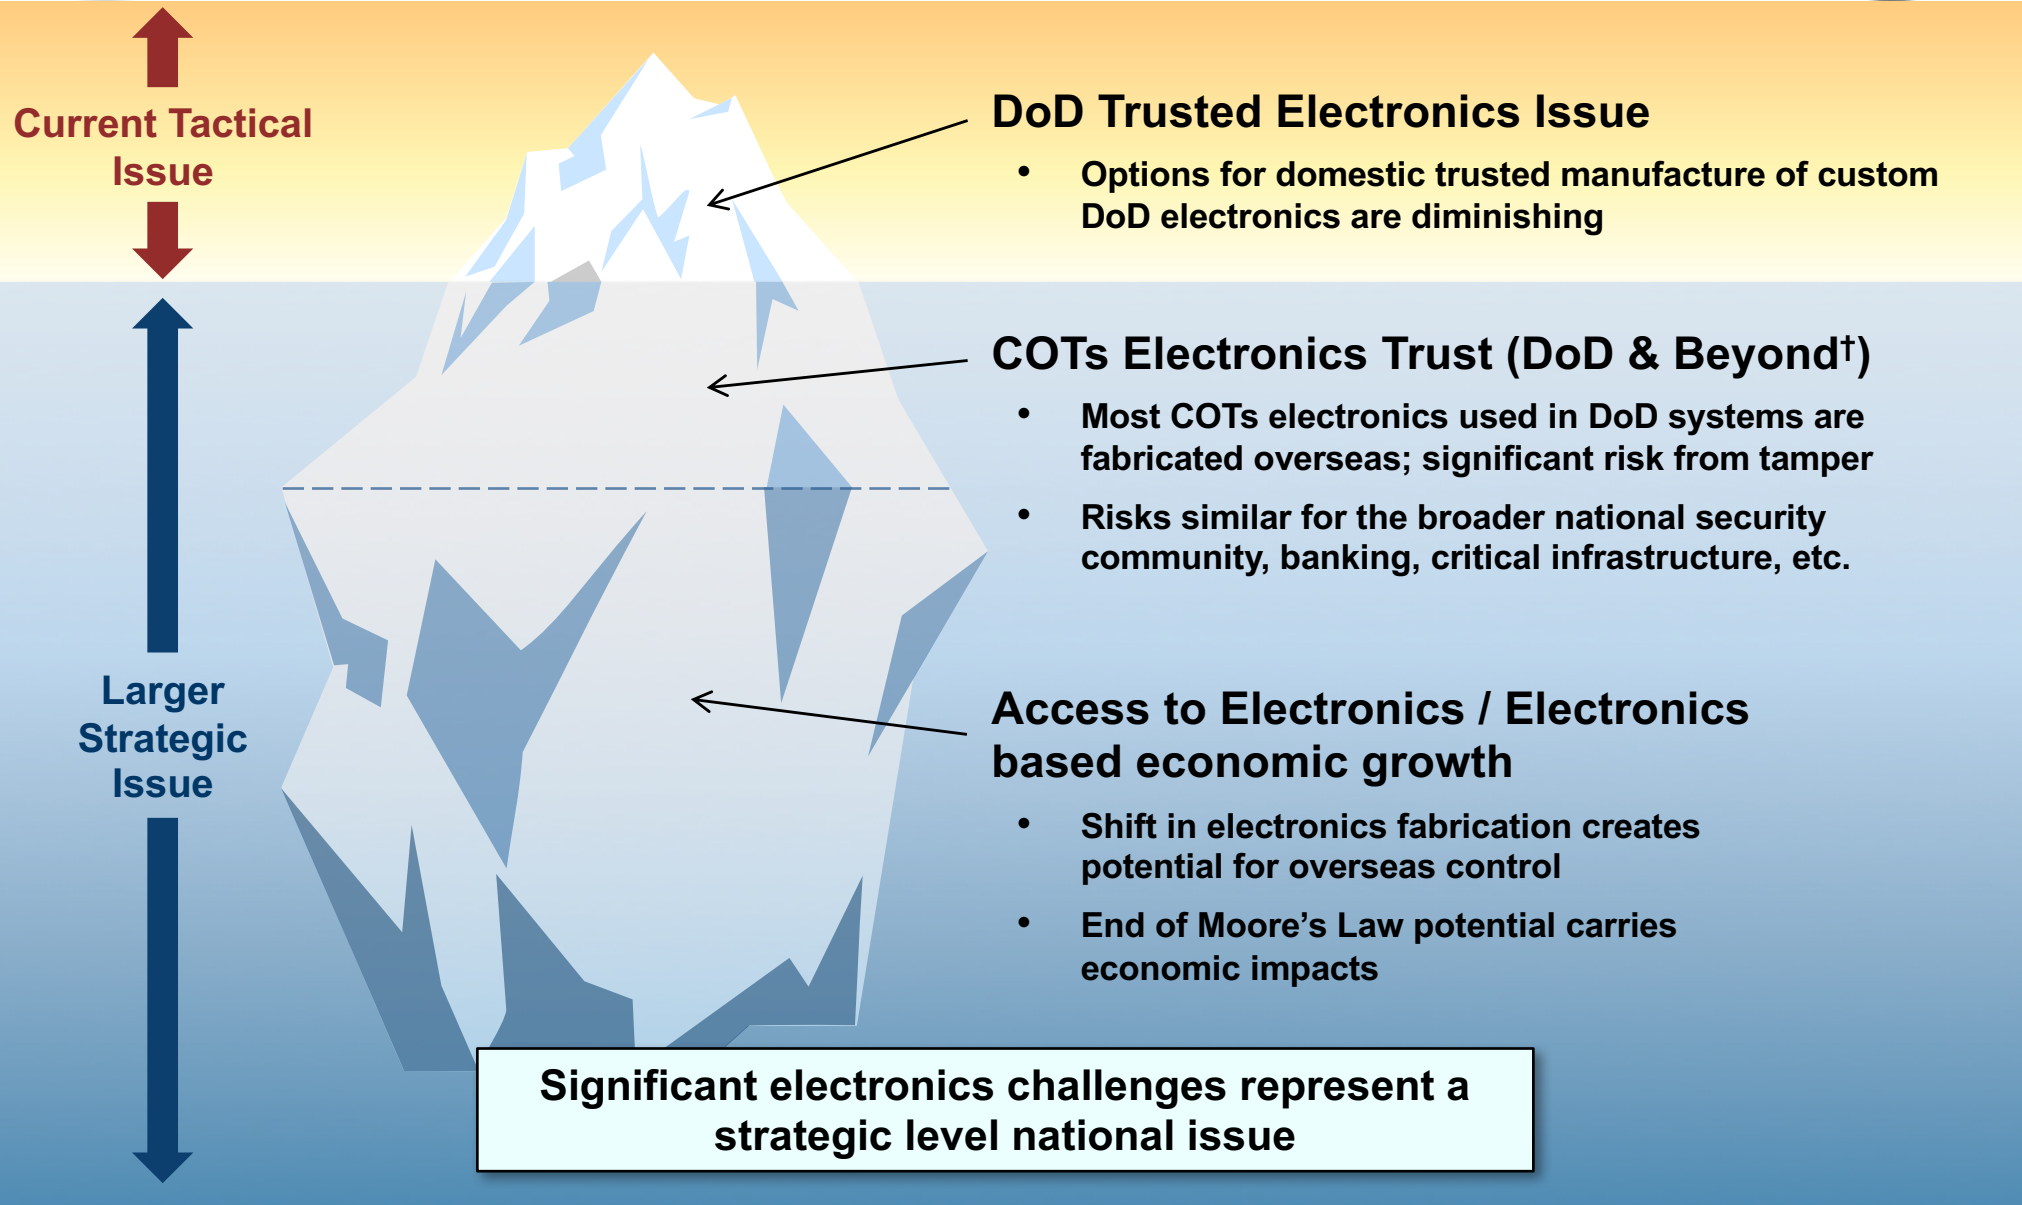 Current Tactical
Issue
DoD Trusted Electronics Issue
• Options for domestic trusted manufacture of custom
DoD electronics are diminishing
COTs Electronics Trust (DoD & Beyond†)
• Most COTs electronics used in DoD systems are
fabricated overseas; significant risk from tamper
• Risks similar for the broader national security
community, banking, critical infrastructure, etc.
Larger
Strategic
Issue
Access to Electronics / Electronics
based economic growth
• Shift in electronics fabrication creates
potential for overseas control
• End of Moore’s Law potential carries
economic impacts
Significant electronics challenges represent a
strategic level national issue